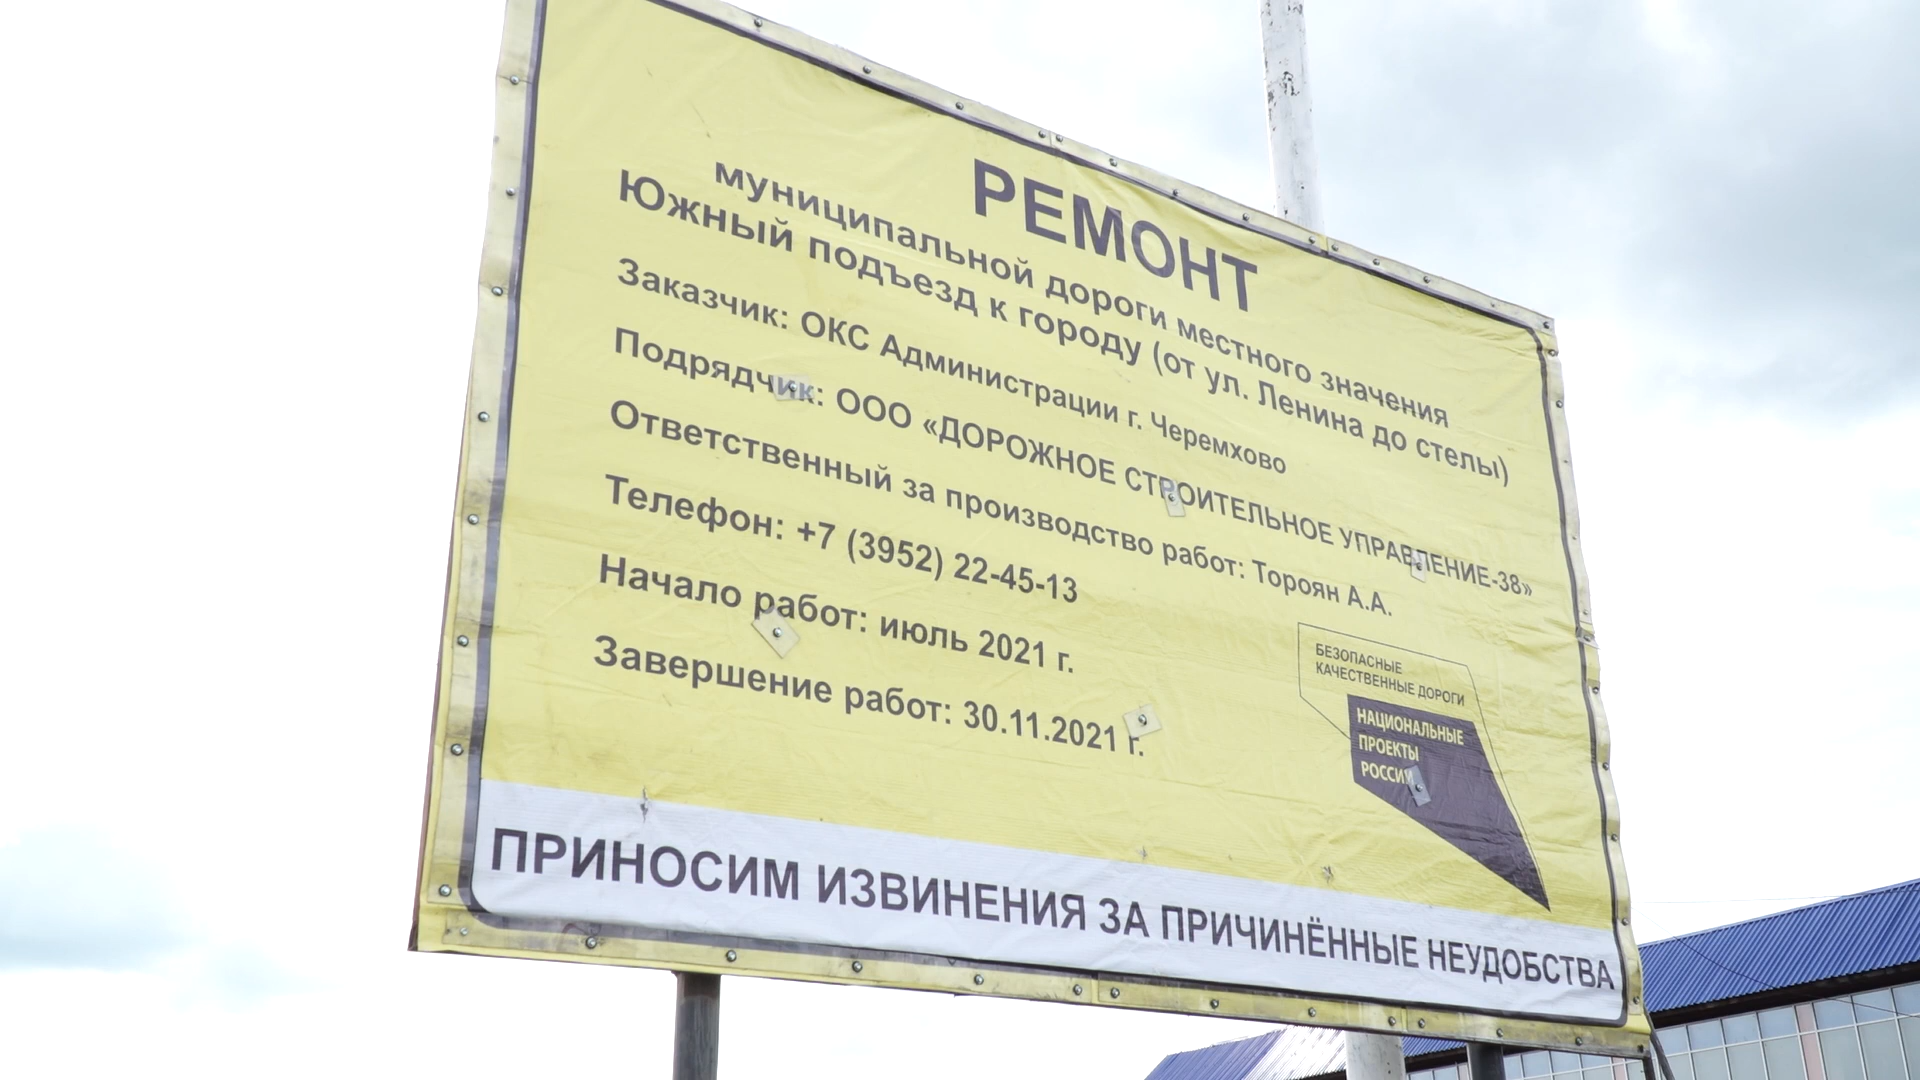 РЕМОНТ
муниципальной дороги местного значения
Южный подъезд к городу (от ул. Ленина до стелы)
Заказчик: ОКС Администрации г. Черемхово
Подрядчик: ООО «ДОРОЖНОЕ СТРОИТЕЛЬНОЕ УПРАВЛЕНИЕ-38»
Ответственный за производство работ: Тороян А.А.
Телефон: +7 (3952) 22-45-13
Начало работ: июль 2021 г.
Завершение работ: 30.11.2021 г.
БЕЗОПАСНЫЕ
КАЧЕСТВЕННЫЕ ДОРОГИ
НАЦИОНАЛЬНЫЕ
ПРОЕКТЫ
РОССИИ
ПРИНОСИМ ИЗВИНЕНИЯ ЗА ПРИЧИНЁННЫЕ НЕУДОБСТВА